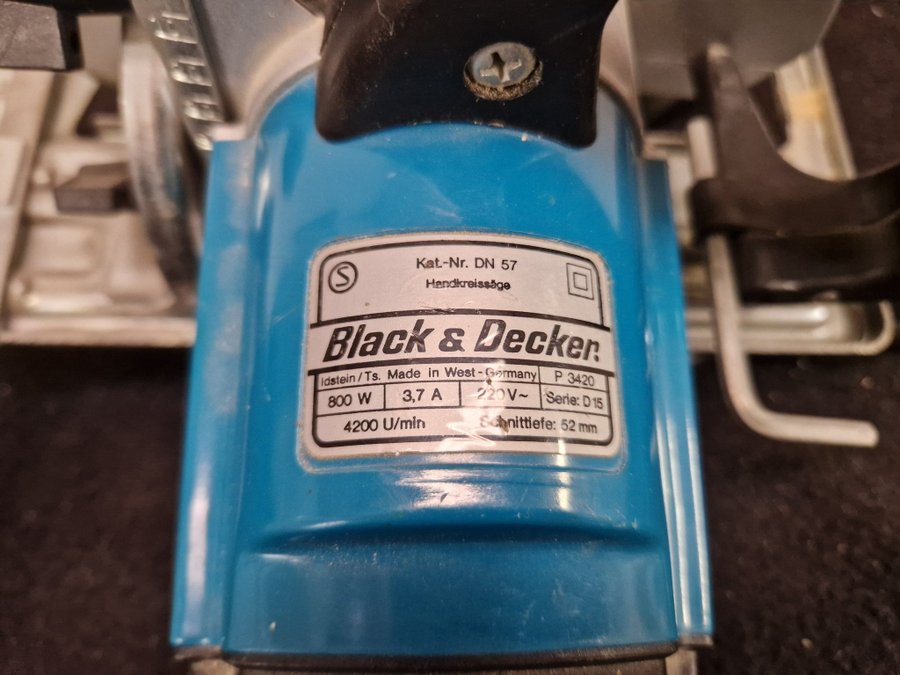 S
Kat.-Nr. DN 57
Handkreissäge
Black & Decker.
Idstein/Ts. Made in West-Germany P 3420
800 W 3,7 A 220V~ Serie: D15
4200 U/min Schnittiefe: 52 mm